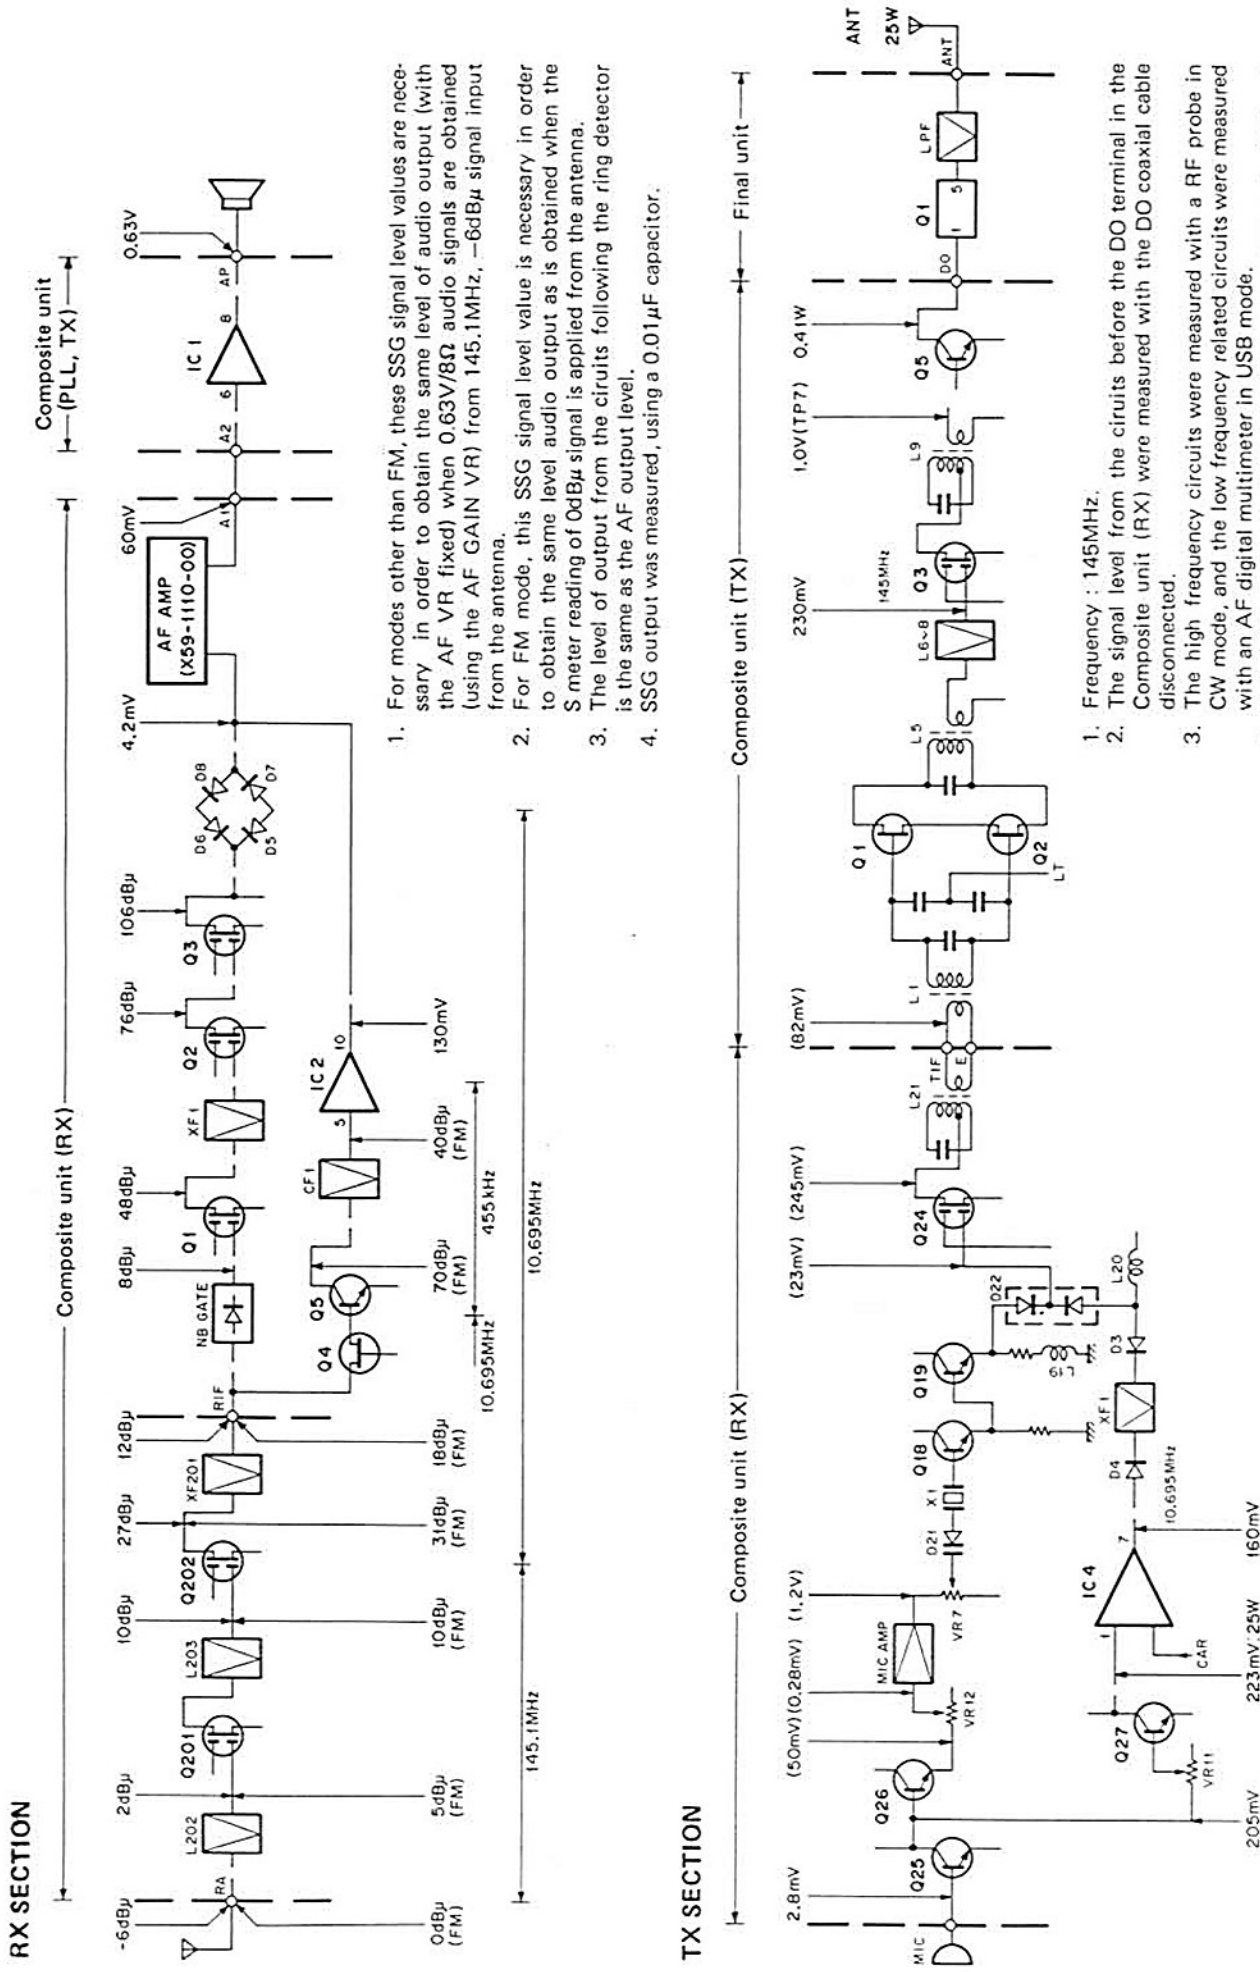 RX SECTION
Composite unit (RX)
Composite unit
(PLL, TX)
-6dBμ
2dBμ
10dBμ
27dBμ
12dBμ
8dBμ
48dBμ
76dBμ
106dBμ
4.2mV
60mV
0.63V
RA
L202
Q201
L203
Q202
XF201
RIF
NB GATE
Q1
XF1
Q2
Q3
D6
D8
D5
D7
AF AMP
(X59-1110-00)
A1
A2
6
IC 1
8
AP
0dBμ
(FM)
5dBμ
(FM)
10dBμ
(FM)
31dBμ
(FM)
18dBμ
(FM)
Q4
Q5
CF1
5
IC 2
10
70dBμ
(FM)
40dBμ
(FM)
130mV
10.695MHz
455kHz
145.1MHz
10.695MHz
1. For modes other than FM, these SSG signal level values are nece-
ssary in order to obtain the same level of audio output (with
the AF VR fixed) when 0.63V/8Ω audio signals are obtained
(using the AF GAIN VR) from 145.1MHz, −6dBμ signal input
from the antenna.
2. For FM mode, this SSG signal level value is necessary in order
to obtain the same level audio output as is obtained when the
S meter reading of 0dBμ signal is applied from the antenna.
3. The level of output from the ciruits following the ring detector
is the same as the AF output level.
4. SSG output was measured, using a 0.01μF capacitor.
TX SECTION
Composite unit (RX)
Composite unit (TX)
Final unit
2.8mV
(50mV)
(0.28mV)
(1.2V)
(23mV)
(245mV)
(82mV)
230mV
1.0V(TP7)
0.41W
ANT
25W
MIC
Q25
Q26
VR12
MIC AMP
VR7
D21
X1
Q18
Q19
L19
D22
Q24
L21
TIF
E
L1
Q1
Q2
LT
L5
L6~8
145MHz
Q3
L9
Q5
DO
1
Q1
5
LPF
ANT
VR11
Q27
1
CAR
IC 4
7
10.695MHz
D4
XF1
D3
L20
205mV
223mV:25W
160mV
1. Frequency : 145MHz.
2. The signal level from the ciruits before the DO terminal in the
Composite unit (RX) were measured with the DO coaxial cable
disconnected.
3. The high frequency circuits were measured with a RF probe in
CW mode, and the low frequency related circuits were measured
with an AF digital multimeter in USB mode.